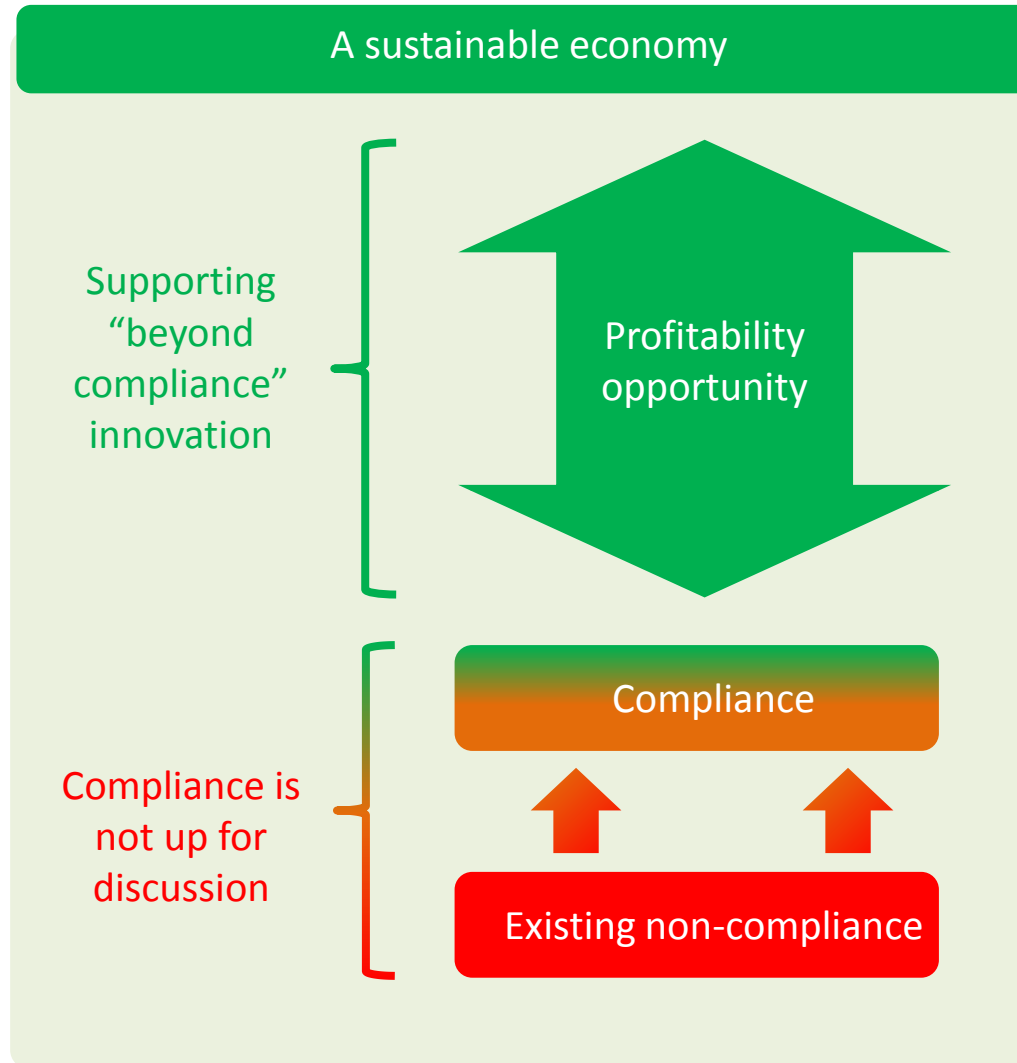 A sustainable economy
Supporting
“beyond
compliance”
innovation
Profitability
opportunity
Compliance is
not up for
discussion
Compliance
Existing non-compliance